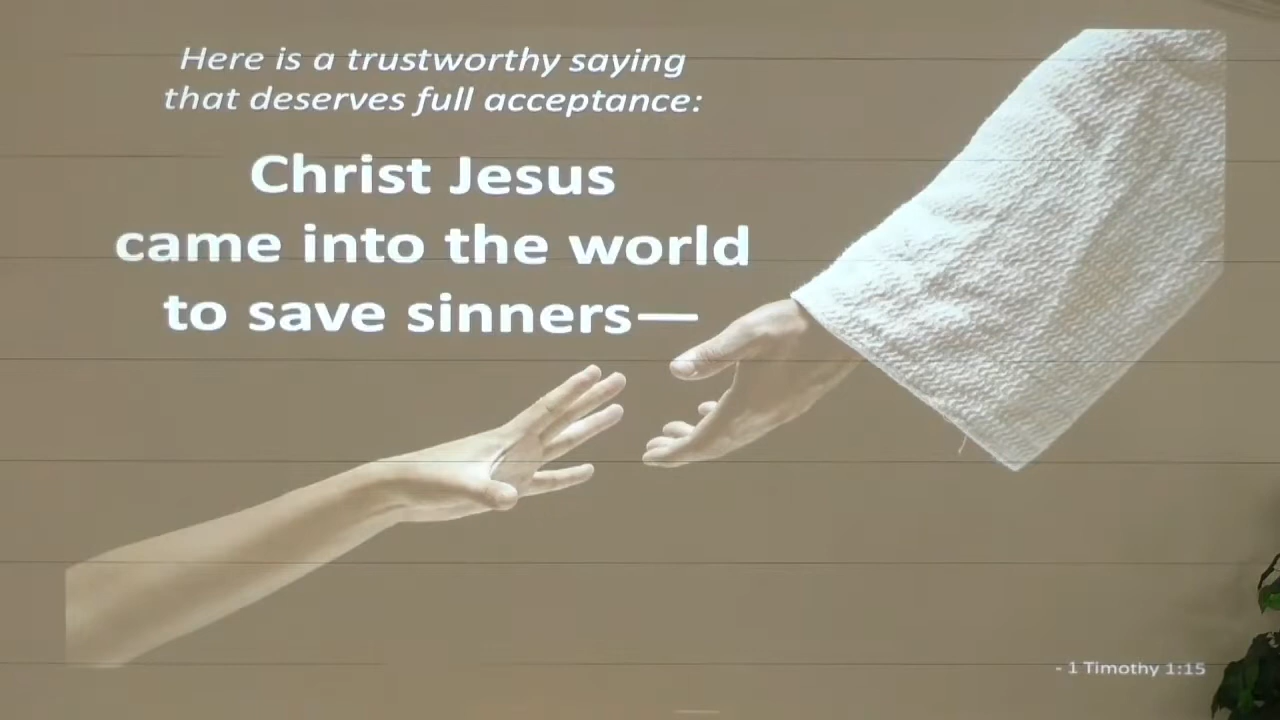 Here is a trustworthy saying
that deserves full acceptance:
Christ Jesus
came into the world
to save sinners—
- 1 Timothy 1:15